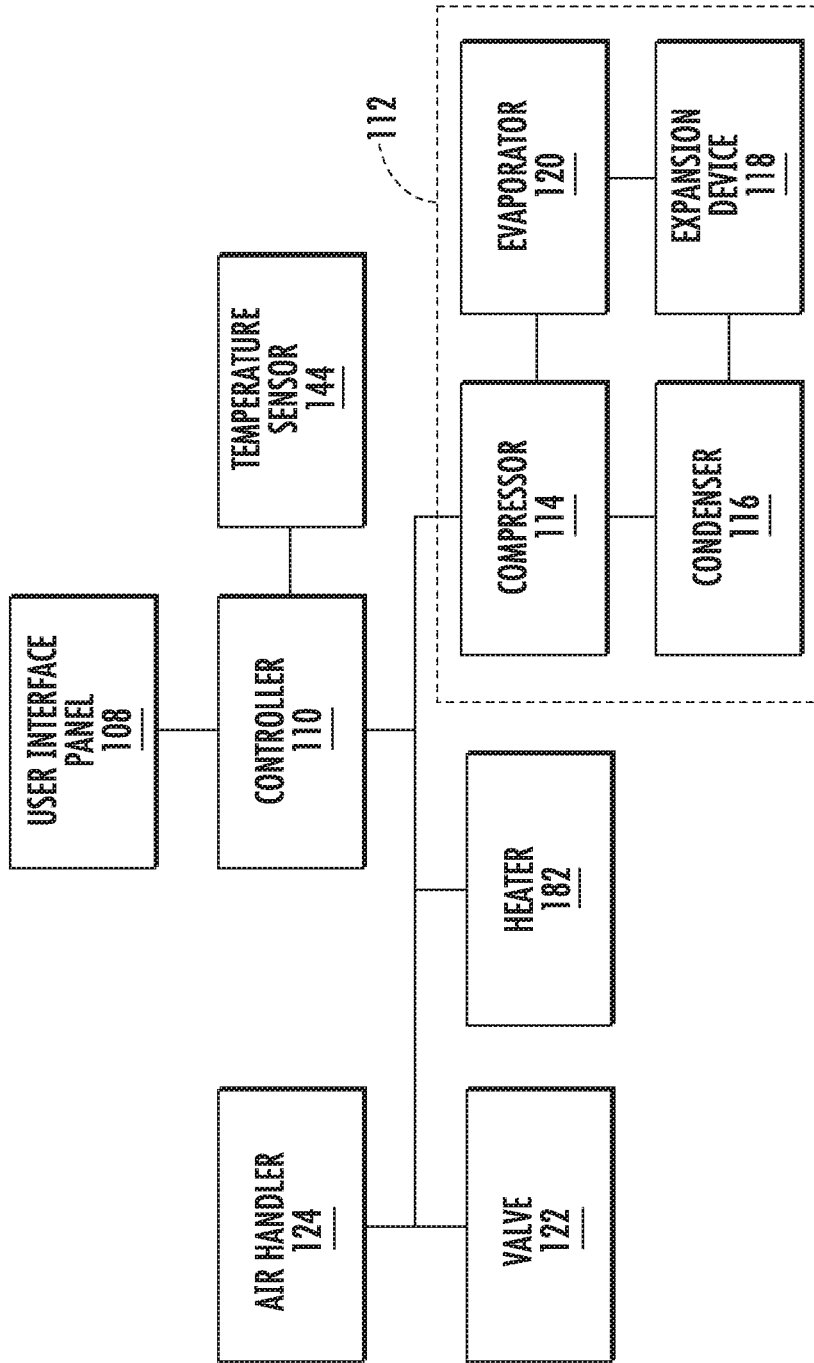 USER INTERFACE
PANEL
108
AIR HANDLER
124
CONTROLLER
110
TEMPERATURE
SENSOR
144
112
VALVE
122
HEATER
182
COMPRESSOR
114
EVAPORATOR
120
CONDENSER
116
EXPANSION
DEVICE
118